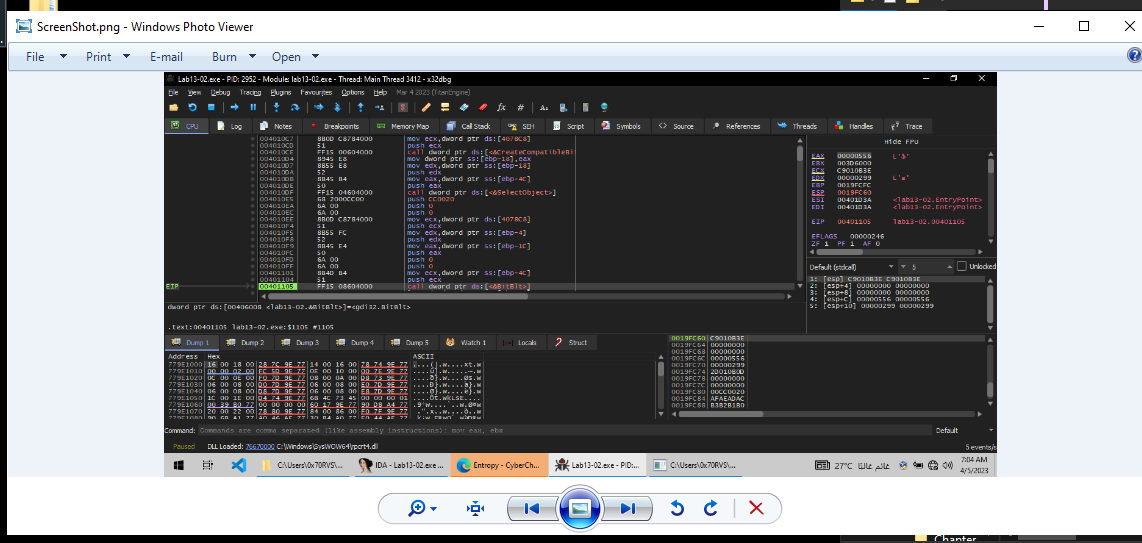 ScreenShot.png - Windows Photo Viewer
File Print E-mail Burn Open
Lab13-02.exe - PID: 2952 - Module: lab13-02.exe - Thread: Main Thread 3412 - x32dbg
File View Debug Tracing Plugins Favourites Options Help Mar 4 2023 (TitanEngine)
CPU Log Notes Breakpoints Memory Map Call Stack SEH Script Symbols Source References Threads Handles Trace
Hide FPU
004010C7 8B0D C8784000 mov ecx,dword ptr ds:[4078C8]
004010CD 51 push ecx
004010CE FF15 00604000 call dword ptr ds:[<&CreateCompatibleBit
004010D4 8945 E8 mov dword ptr ss:[ebp-18],eax
004010D7 8B55 E8 mov edx,dword ptr ss:[ebp-18]
004010DA 52 push edx
004010DB 8B45 B4 mov eax,dword ptr ss:[ebp-4C]
004010DE 50 push eax
004010DF FF15 04604000 call dword ptr ds:[<&SelectObject>]
004010E5 68 2000CC00 push CC0020
004010EA 6A 00 push 0
004010EC 6A 00 push 0
004010EE 8B0D C8784000 mov ecx,dword ptr ds:[4078C8]
004010F4 51 push ecx
004010F5 8B55 FC mov edx,dword ptr ss:[ebp-4]
004010F8 52 push edx
004010F9 8B45 E4 mov eax,dword ptr ss:[ebp-1C]
004010FC 50 push eax
004010FD 6A 00 push 0
004010FF 6A 00 push 0
00401101 8B4D B4 mov ecx,dword ptr ss:[ebp-4C]
00401104 51 push ecx
EIP 00401105 FF15 08604000 call dword ptr ds:[<&BitBlt>]
EAX 00000556
EBX 003D6000
ECX C9010B3E
EDX 00000299
EBP 0019FCFC
ESP 0019FC60
ESI 00401D3A <lab13-02.EntryPoint>
EDI 00401D3A <lab13-02.EntryPoint>
EIP 00401105 lab13-02.00401105
EFLAGS 00000246
ZF 1 PF 1 AF 0
Default (stdcall) 5 Unlocked
1: [esp] C9010B3E C9010B3E
2: [esp+4] 00000000 00000000
3: [esp+8] 00000000 00000000
4: [esp+C] 00000556 00000556
5: [esp+10] 00000299 00000299
dword ptr ds:[00406008 <lab13-02.&BitBlt>]=<gdi32.BitBlt>
.text:00401105 lab13-02.exe:$1105 #1105
Dump 1 Dump 2 Dump 3 Dump 4 Dump 5 Watch 1 Locals Struct
Address Hex ASCII
0019FC60 C9010B3E
00000000
00000000
00000556
00000299
00000000
00000000
00CC0020
0019FC84 AFAEADAC
0019FC88 B3B2B1B0
Command: Commands are comma separated (like assembly instructions): mov eax, ebx Default
Paused DLL Loaded: 76670000 C:\Windows\SysWOW64\rpcrt4.dll 5 events/s
C:\Users\0x70RVS\... IDA - Lab13-02.exe ... Entropy - CyberCh... Lab13-02.exe - PID:... C:\Users\0x70RVS\...
27°C غائم غالبًا 7:04 AM
4/5/2023
Chapter